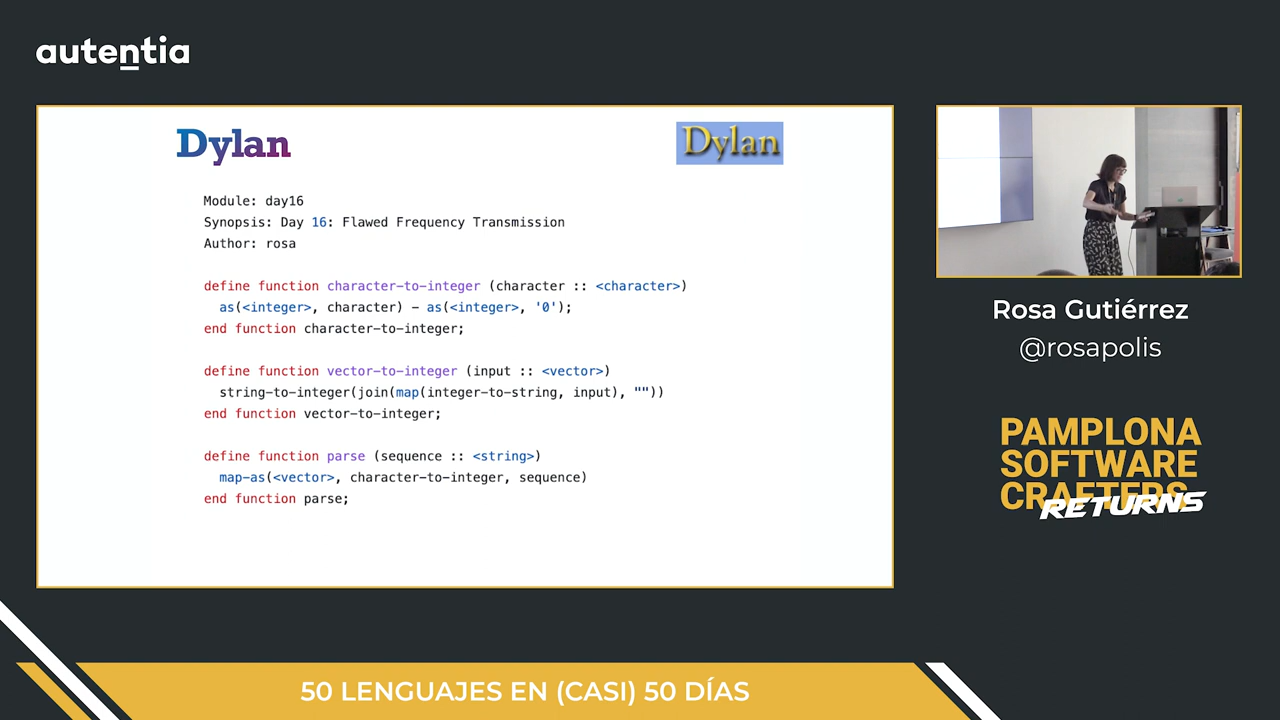 autentia
Dylan
Dylan
Module: day16
Synopsis: Day 16: Flawed Frequency Transmission
Author: rosa
define function character-to-integer (character :: <character>)
as(<integer>, character) - as(<integer>, '0');
end function character-to-integer;
define function vector-to-integer (input :: <vector>)
string-to-integer(join(map(integer-to-string, input), ""))
end function vector-to-integer;
define function parse (sequence :: <string>)
map-as(<vector>, character-to-integer, sequence)
end function parse;
Rosa Gutiérrez
@rosapolis
PAMPLONA
SOFTWARE
CRAFTERS
RETURNS
50 LENGUAJES EN (CASI) 50 DÍAS